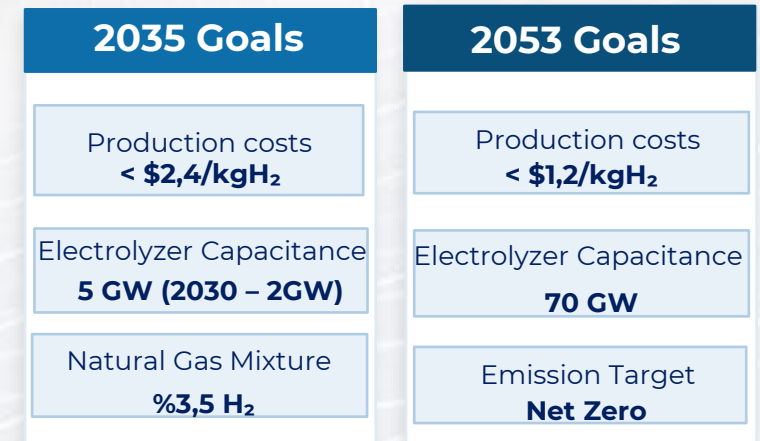 2035 Goals
Production costs
< $2,4/kgH₂
Electrolyzer Capacitance
5 GW (2030 – 2GW)
Natural Gas Mixture
%3,5 H₂
2053 Goals
Production costs
< $1,2/kgH₂
Electrolyzer Capacitance
70 GW
Emission Target
Net Zero